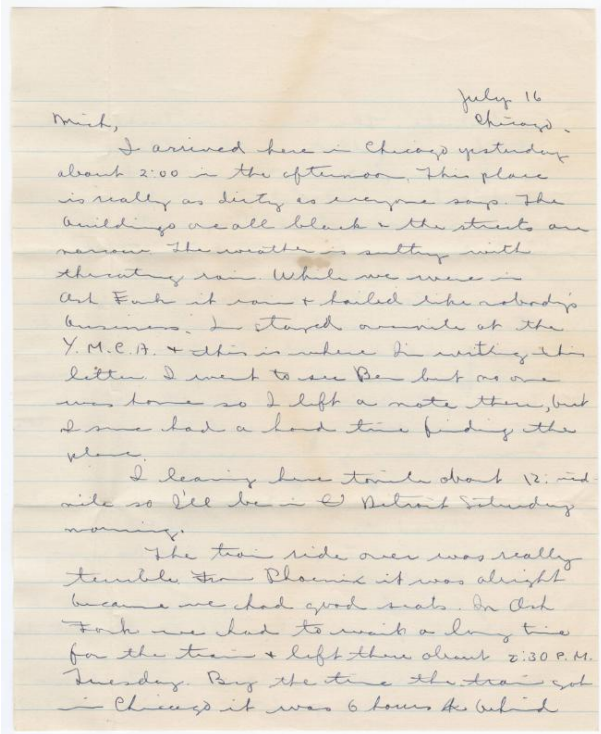 July 16
Chicago.
Mich,
I arrived here in Chicago yesterday
about 2:00 in the afternoon. This place
is really as dirty as everyone says. The
buildings are all black & the streets are
narrow. The weather is sultry with
thecating rain. While we were in
Ash Fork it rain & hailed like nobody's
business. I stayed overnite at the
Y.M.C.A. & this is where I'm writing this
letter. I went to see Ben but no one
was home so I left a note there, but
I sure had a hard time finding the
place.
I leaving here tonite about 12: mid-
nite so I'll be in Detroit Saturday
morning.
The train ride over was really
terrible. From Phoenix it was alright
because we had good seats. In Ash
Fork we had to wait a long time
for the train & left there about 2:30 P.M.
Tuesday. By the time the train got
in Chicago it was 6 hours behind